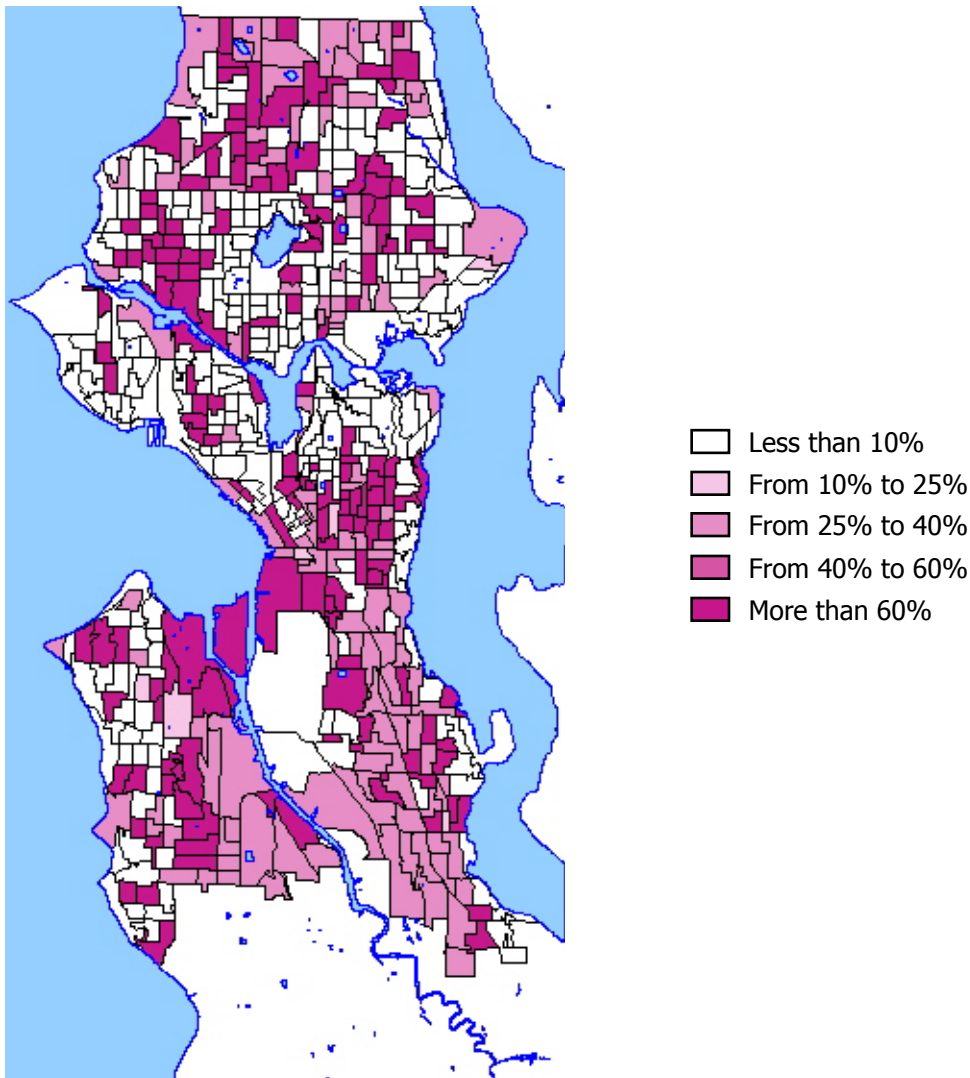 Less than 10%
From 10% to 25%
From 25% to 40%
From 40% to 60%
More than 60%